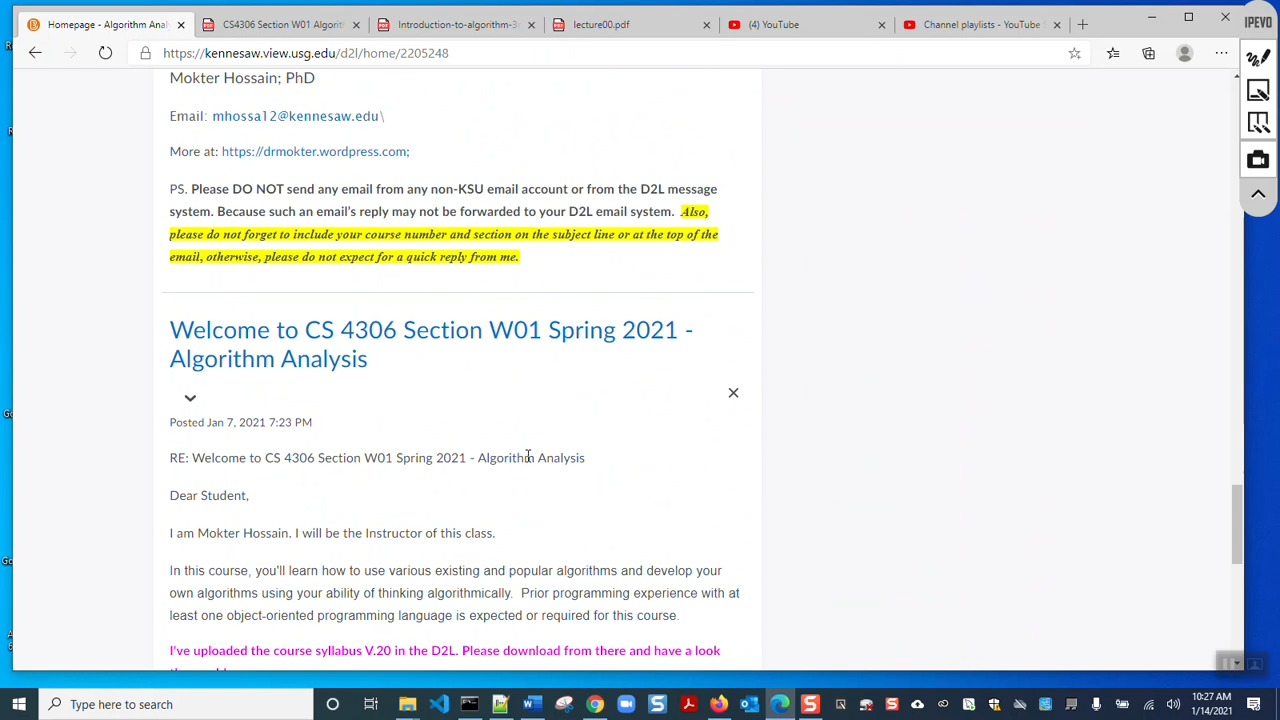 Homepage - Algorithm Anal
CS4306 Section W01 Algorit
Introduction-to-algorithm-3
lecture00.pdf
(4) YouTube
Channel playlists - YouTube S
IPEVO
https://kennesaw.view.usg.edu/d2l/home/2205248
Mokter Hossain; PhD
Email: mhossa12@kennesaw.edu\
More at: https://drmokter.wordpress.com;
PS. Please DO NOT send any email from any non-KSU email account or from the D2L message
system. Because such an email's reply may not be forwarded to your D2L email system. Also,
please do not forget to include your course number and section on the subject line or at the top of the
email, otherwise, please do not expect for a quick reply from me.
Welcome to CS 4306 Section W01 Spring 2021 -
Algorithm Analysis
Posted Jan 7, 2021 7:23 PM
RE: Welcome to CS 4306 Section W01 Spring 2021 - Algorithm Analysis
Dear Student,
I am Mokter Hossain. I will be the Instructor of this class.
In this course, you'll learn how to use various existing and popular algorithms and develop your
own algorithms using your ability of thinking algorithmically. Prior programming experience with at
least one object-oriented programming language is expected or required for this course.
I've uploaded the course syllabus V.20 in the D2L. Please download from there and have a look
Type here to search
10:27 AM
1/14/2021